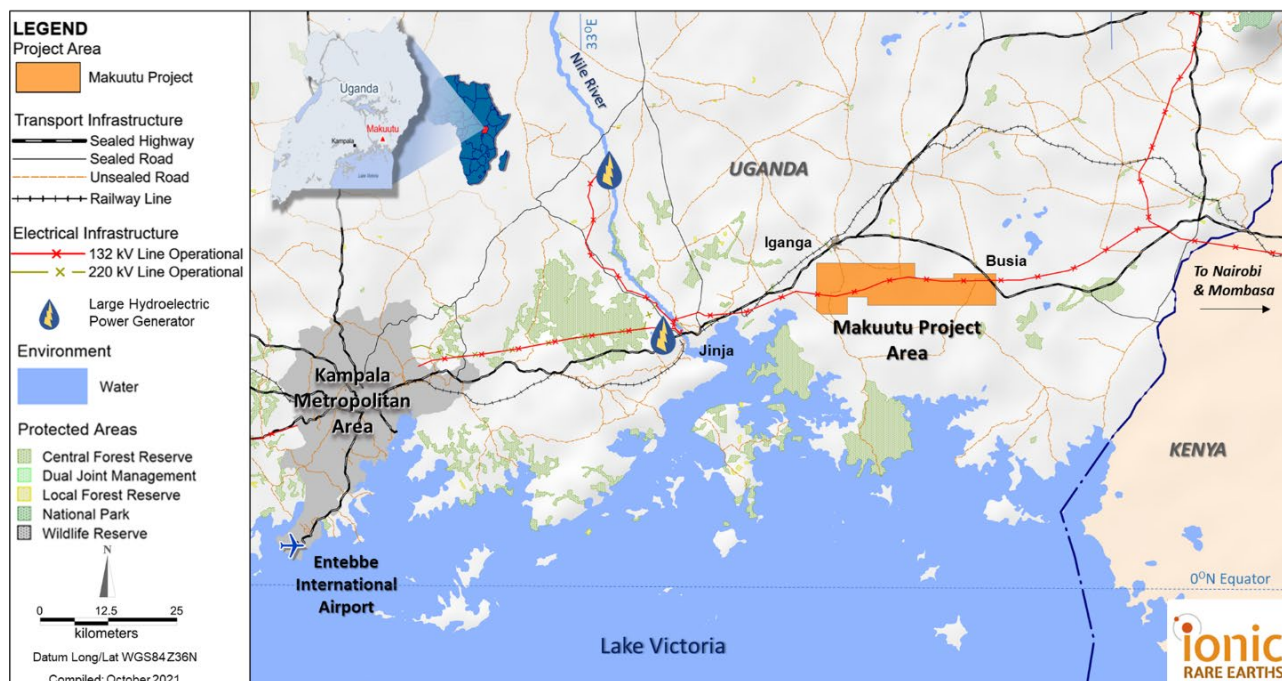 LEGEND
Project Area
Makuutu Project
Transport Infrastructure
Sealed Highway
Sealed Road
Unsealed Road
Railway Line
Electrical Infrastructure
132 kV Line Operational
220 kV Line Operational
Large Hydroelectric
Power Generator
Environment
Water
Protected Areas
Central Forest Reserve
Dual Joint Management
Local Forest Reserve
National Park
Wildlife Reserve
N
0 12.5 25
kilometers
Datum Long/Lat WGS84 Z36N
Compiled: October 2021
Uganda
Makuutu
Kampala
Lake Victoria
33°E
Nile River
UGANDA
Iganga
Busia
To Nairobi
& Mombasa
Makuutu Project
Area
Jinja
Kampala
Metropolitan
Area
KENYA
Entebbe
International
Airport
0°N Equator
Lake Victoria
ionic
RARE EARTHS